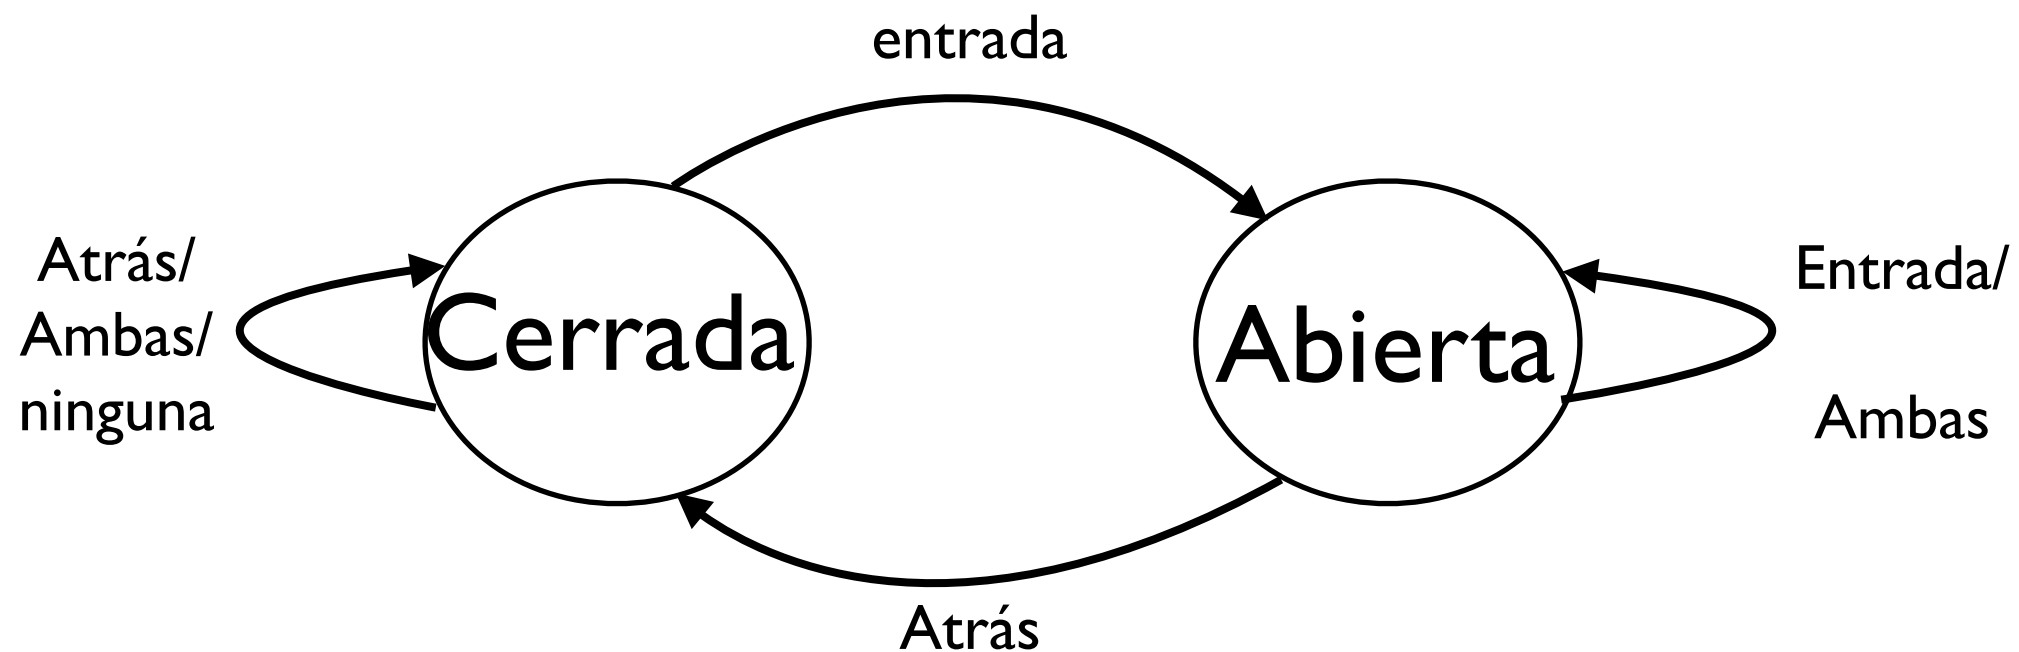 entrada
Atrás/
Ambas/
ninguna
Cerrada
Abierta
Entrada/
Ambas
Atrás